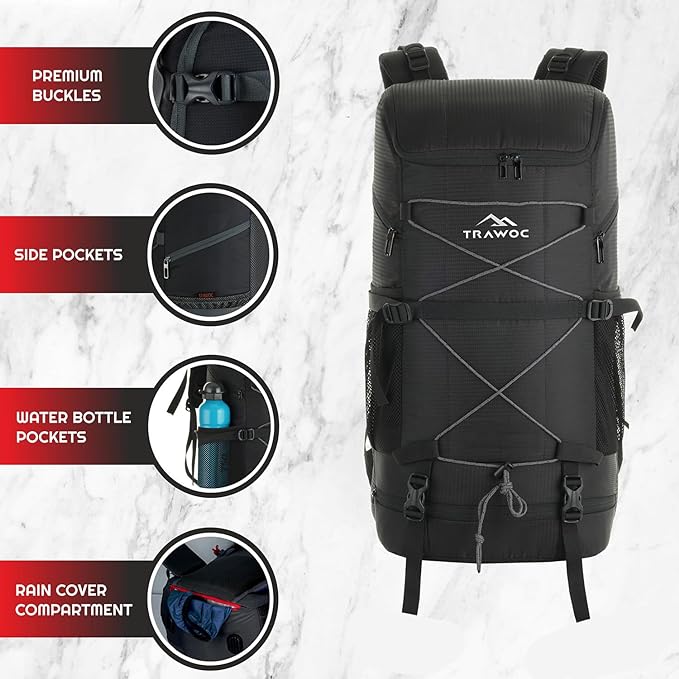 PREMIUM
BUCKLES
SIDE POCKETS
WATER BOTTLE
POCKETS
RAIN COVER
COMPARTMENT
TRAWOC